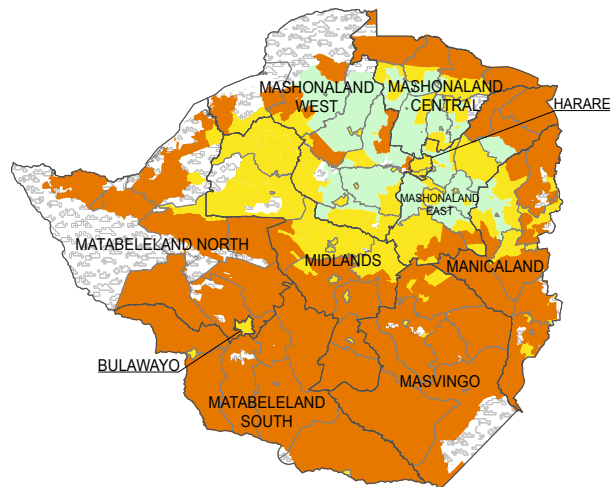 MASHONALAND
WEST
MASHONALAND
CENTRAL
HARARE
MASHONALAND
EAST
MATABELELAND NORTH
MIDLANDS
MANICALAND
BULAWAYO
MASVINGO
MATABELELAND
SOUTH